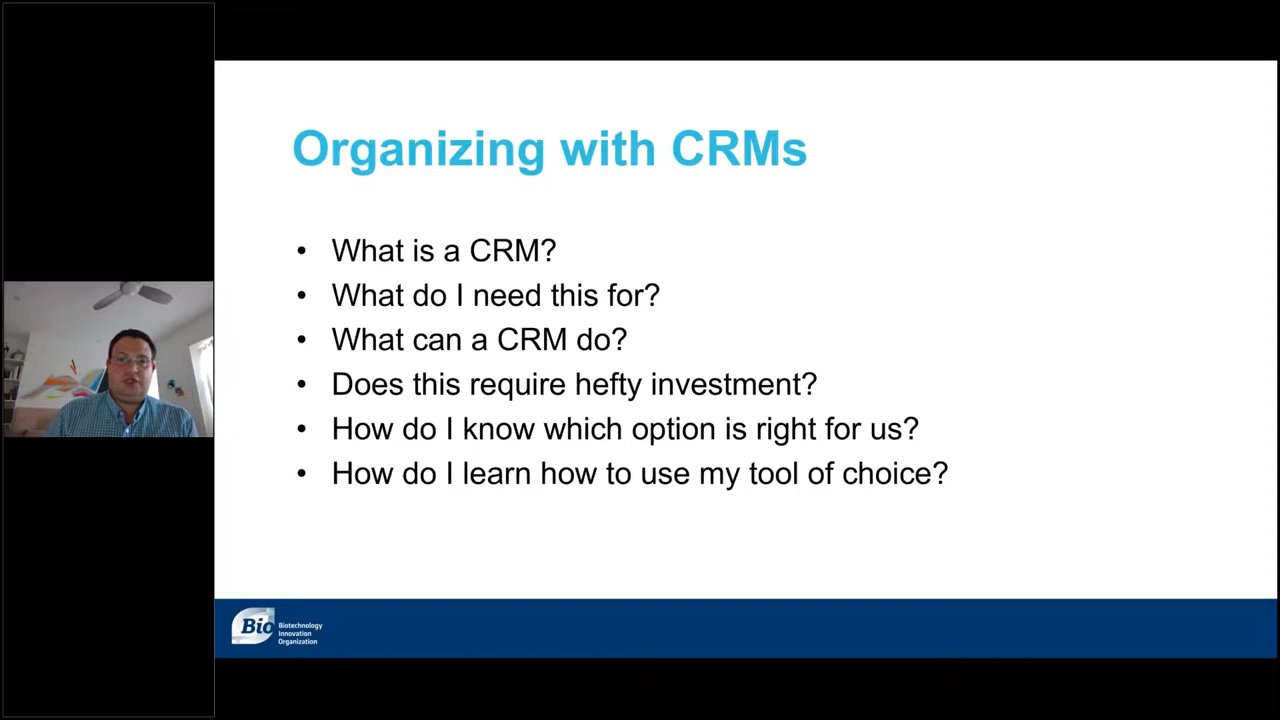 Organizing with CRMs
• What is a CRM?
• What do I need this for?
• What can a CRM do?
• Does this require hefty investment?
• How do I know which option is right for us?
• How do I learn how to use my tool of choice?
Bio
Biotechnology
Innovation
Organization